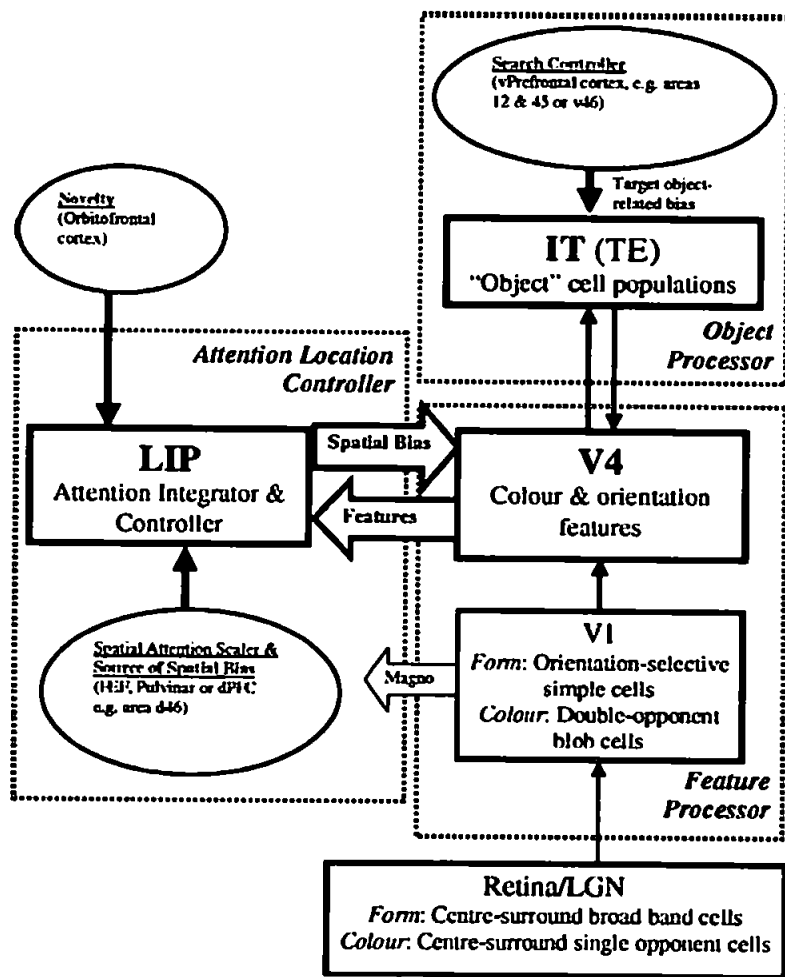 Search Controller
(vPrefrontal cortex, e.g. areas
12 & 45 or v46)
Novelty
(Orbitofrontal
cortex)
Target object-
related bias
IT (TE)
"Object" cell populations
Object
Processor
Attention Location
Controller
LIP
Attention Integrator &
Controller
Spatial Bias
Features
V4
Colour & orientation
features
Spatial Attention Scaler &
Source of Spatial Bias
Pulvinar or
e.g. area d46)
Magno
V1
Form: Orientation-selective
simple cells
Colour: Double-opponent
blob cells
Feature
Processor
Retina/LGN
Form: Centre-surround broad band cells
Colour: Centre-surround single opponent cells